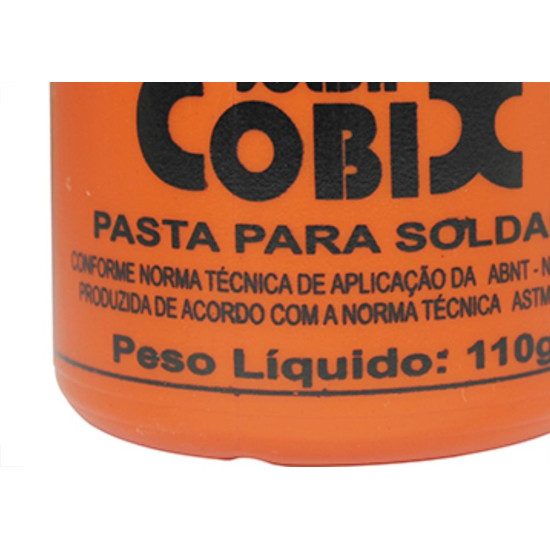 COBIX
PASTA PARA SOLDA
CONFORME NORMA TÉCNICA DE APLICAÇÃO DA ABNT - N
PRODUZIDA DE ACORDO COM A NORMA TÉCNICA ASTM
Peso Líquido: 110g